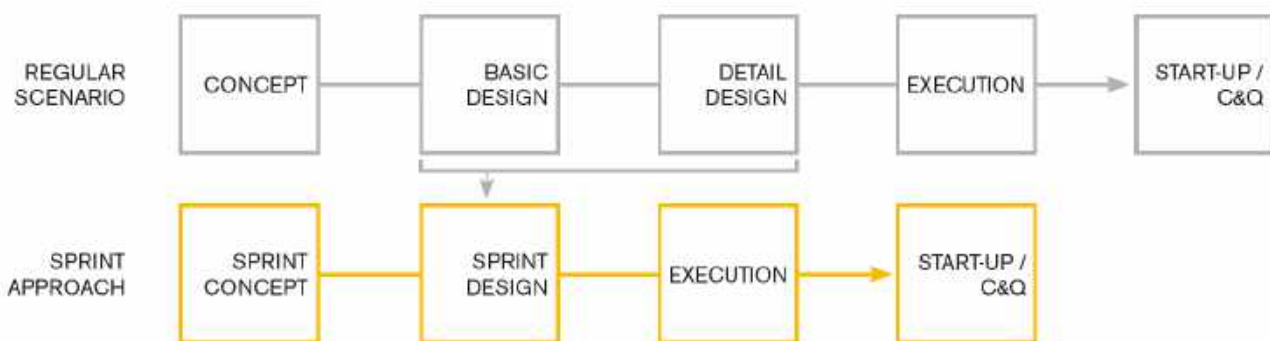 REGULAR
SCENARIO
CONCEPT
BASIC
DESIGN
DETAIL
DESIGN
EXECUTION
START-UP /
C&Q
SPRINT
APPROACH
SPRINT
CONCEPT
SPRINT
DESIGN
EXECUTION
START-UP /
C&Q